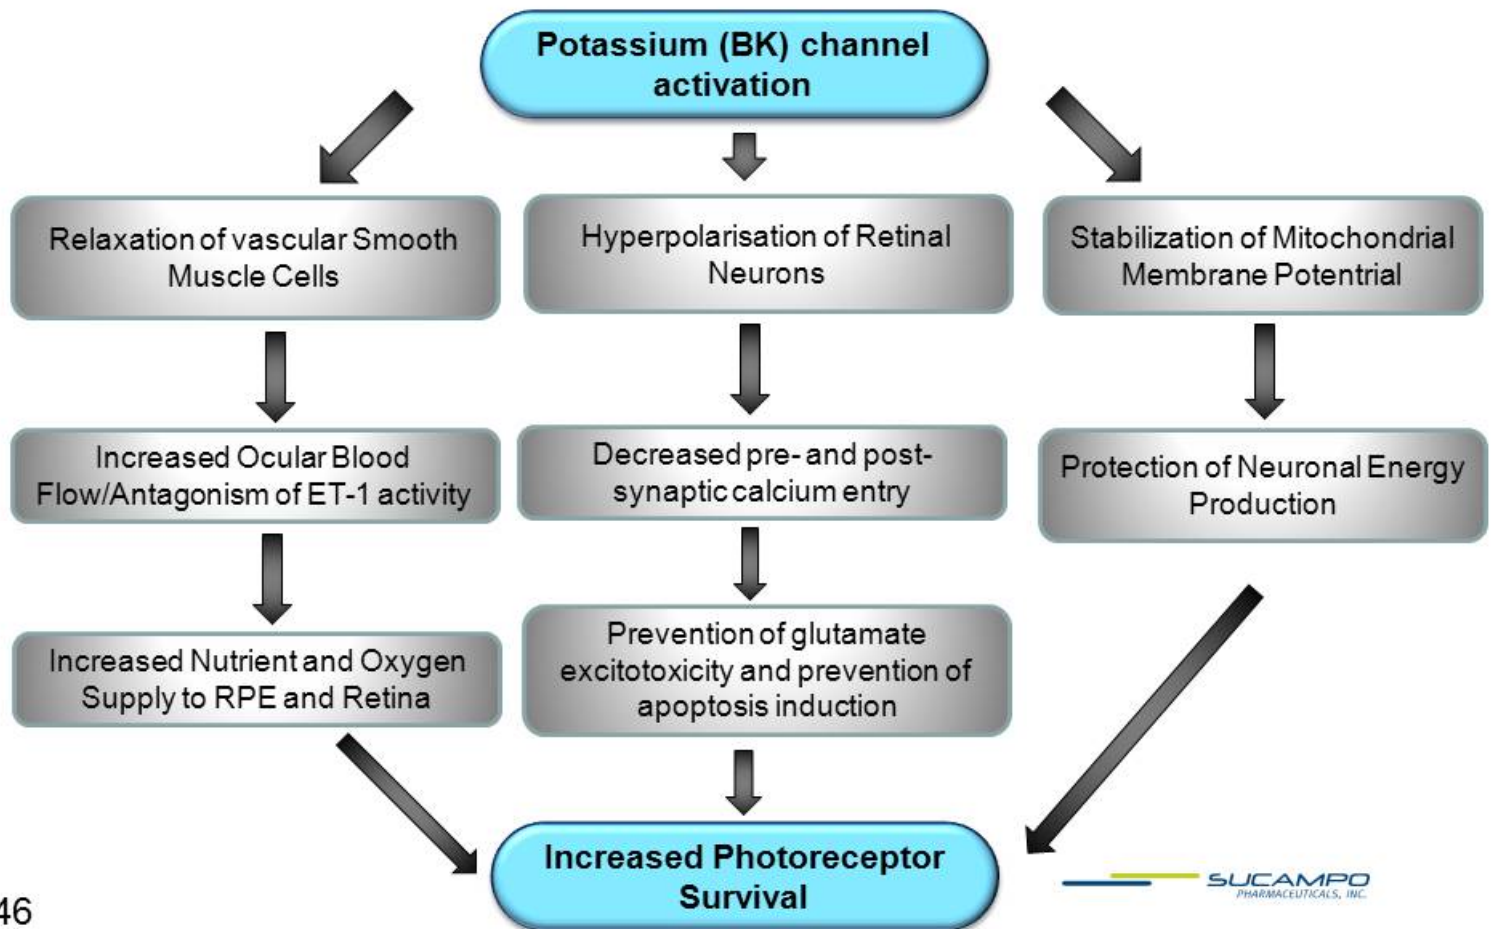 Potassium (BK) channel
activation
Relaxation of vascular Smooth
Muscle Cells
Hyperpolarisation of Retinal
Neurons
Stabilization of Mitochondrial
Membrane Potentrial
Increased Ocular Blood
Flow/Antagonism of ET-1 activity
Decreased pre- and post-
synaptic calcium entry
Protection of Neuronal Energy
Production
Increased Nutrient and Oxygen
Supply to RPE and Retina
Prevention of glutamate
excitotoxicity and prevention of
apoptosis induction
Increased Photoreceptor
Survival
SUCAMPO
PHARMACEUTICALS, INC.
46